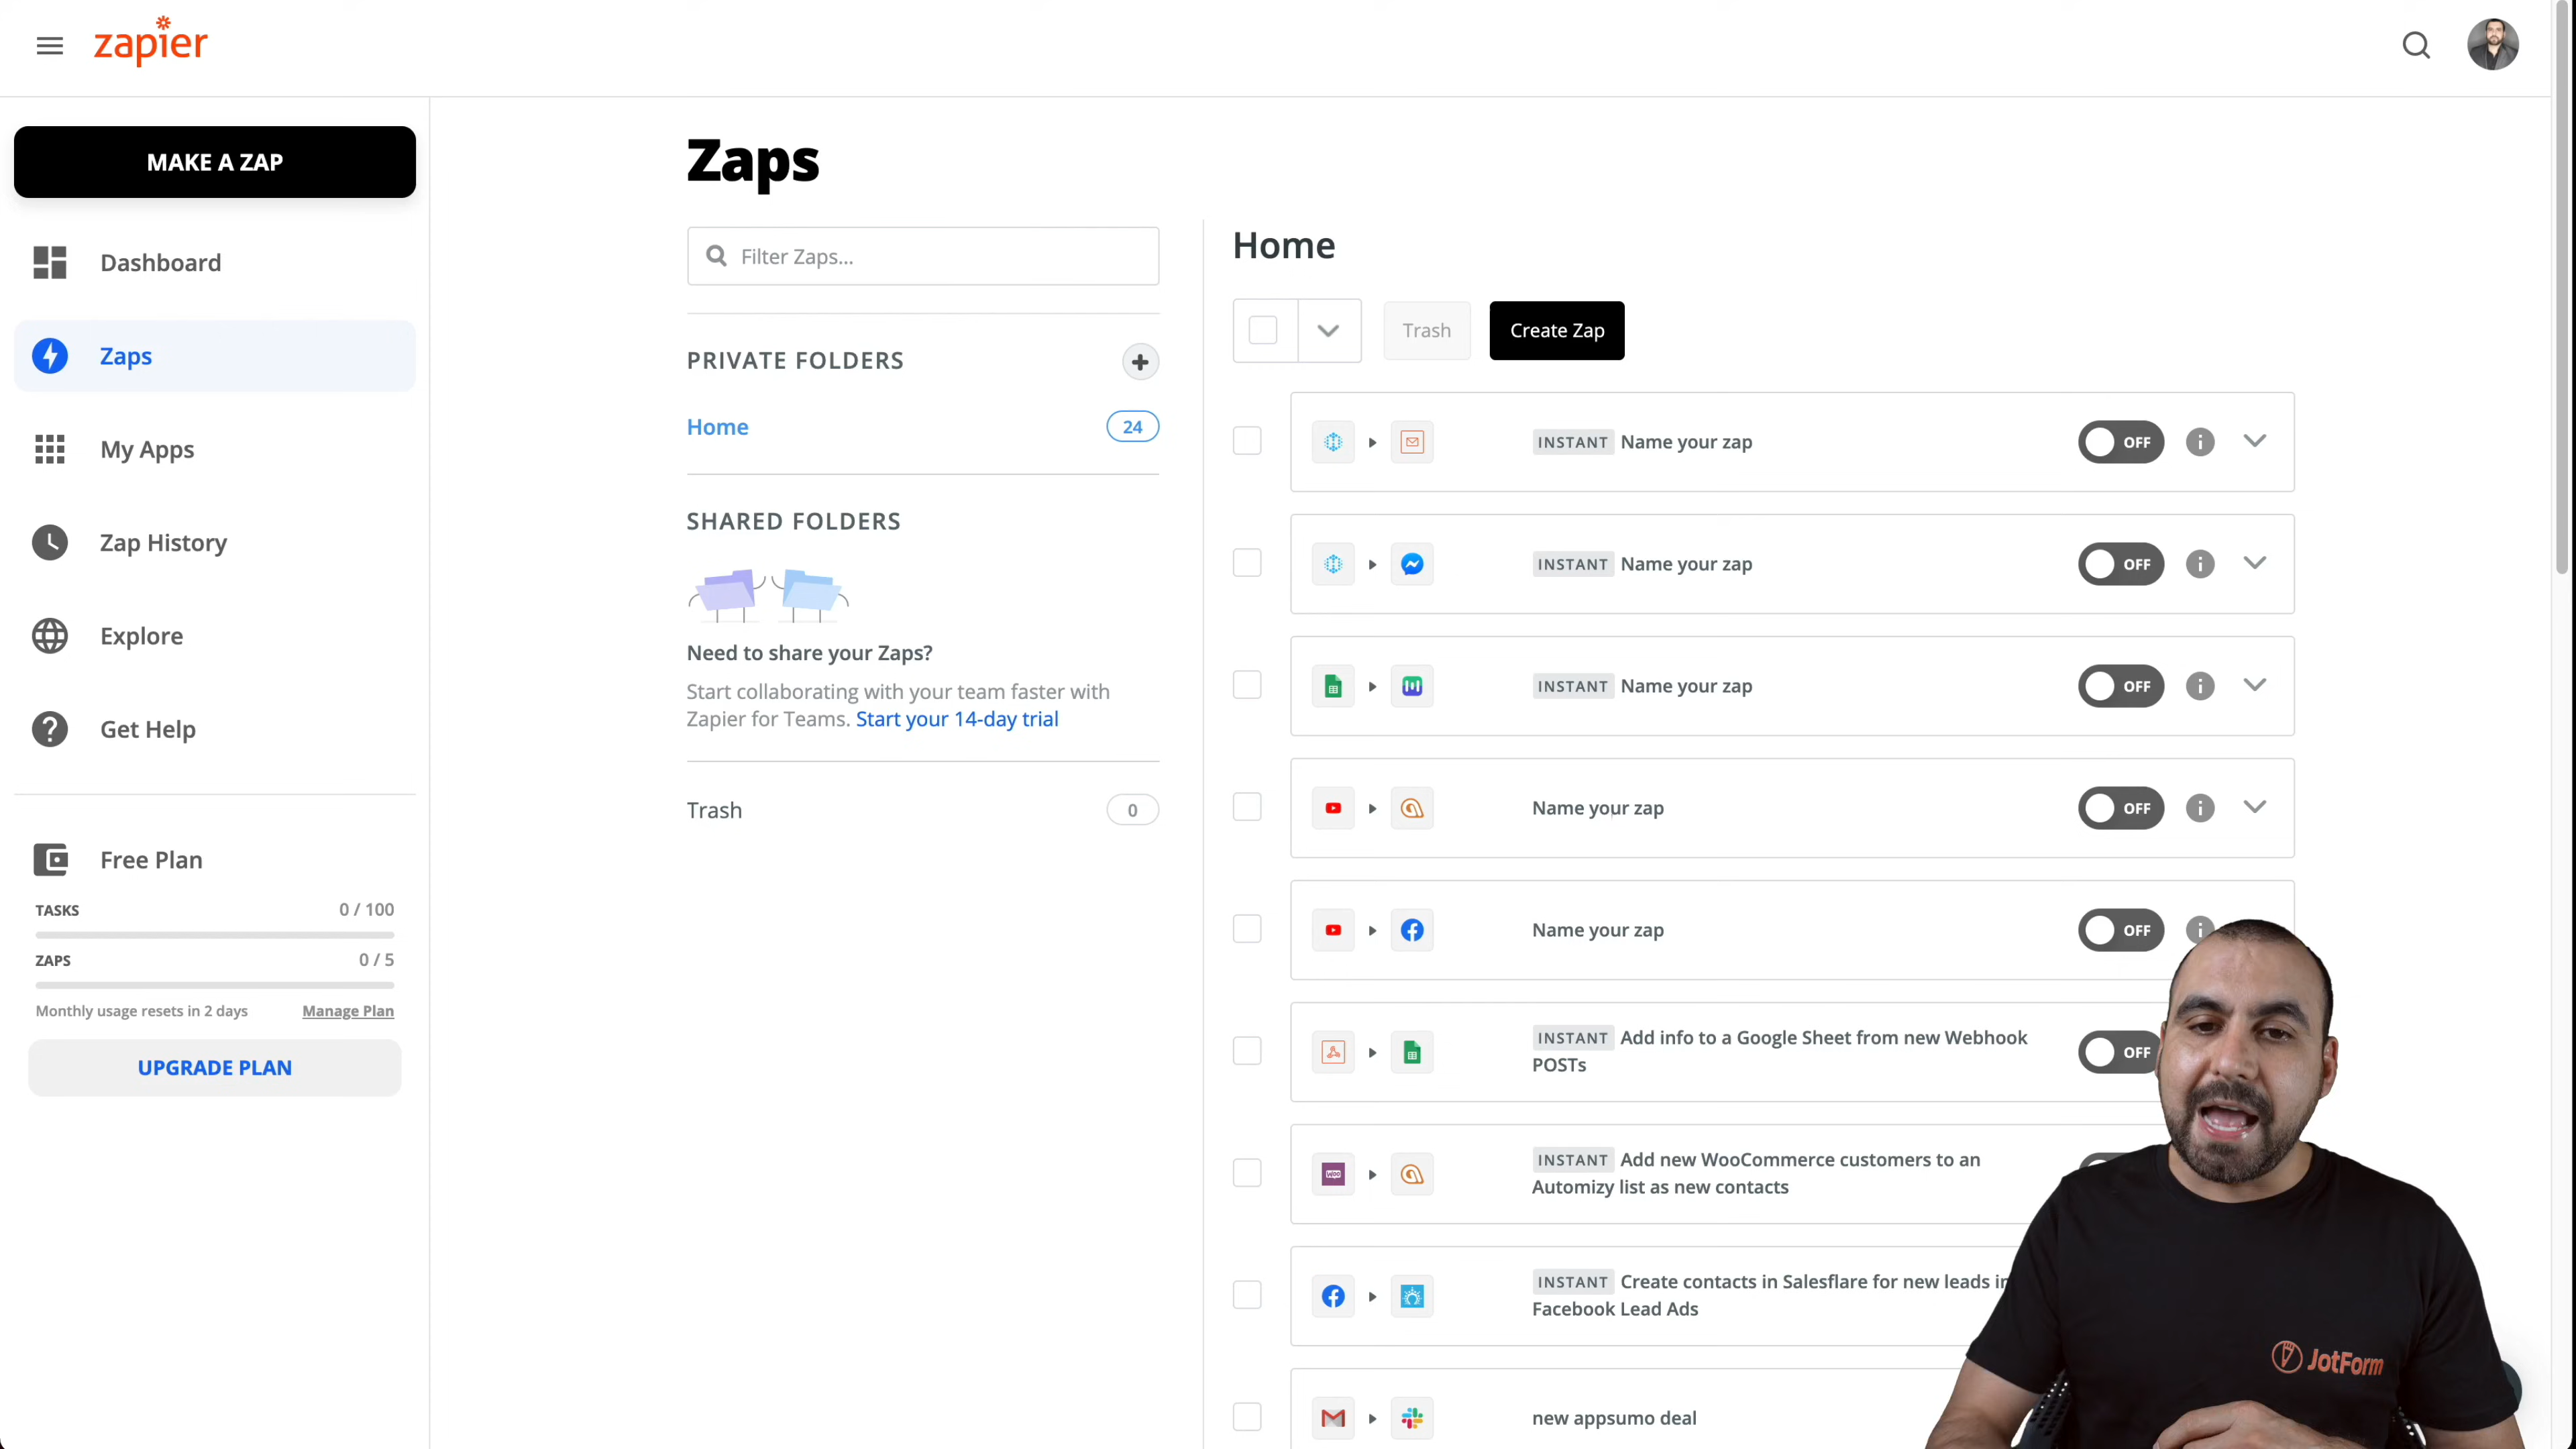 zapier
MAKE A ZAP
Dashboard
Zaps
My Apps
Zap History
Explore
Get Help
Free Plan
TASKS 0 / 100
ZAPS 0 / 5
Monthly usage resets in 2 days Manage Plan
UPGRADE PLAN
Zaps
Filter Zaps...
PRIVATE FOLDERS
Home 24
SHARED FOLDERS
Need to share your Zaps?
Start collaborating with your team faster with
Zapier for Teams. Start your 14-day trial
Trash 0
Home
Trash Create Zap
INSTANT Name your zap OFF
INSTANT Name your zap OFF
INSTANT Name your zap OFF
Name your zap OFF
Name your zap OFF
INSTANT Add info to a Google Sheet from new Webhook
POSTs OFF
woo
INSTANT Add new WooCommerce customers to an
Automizy list as new contacts
INSTANT Create contacts in Salesflare for new leads in
Facebook Lead Ads
new appsumo deal
JotForm